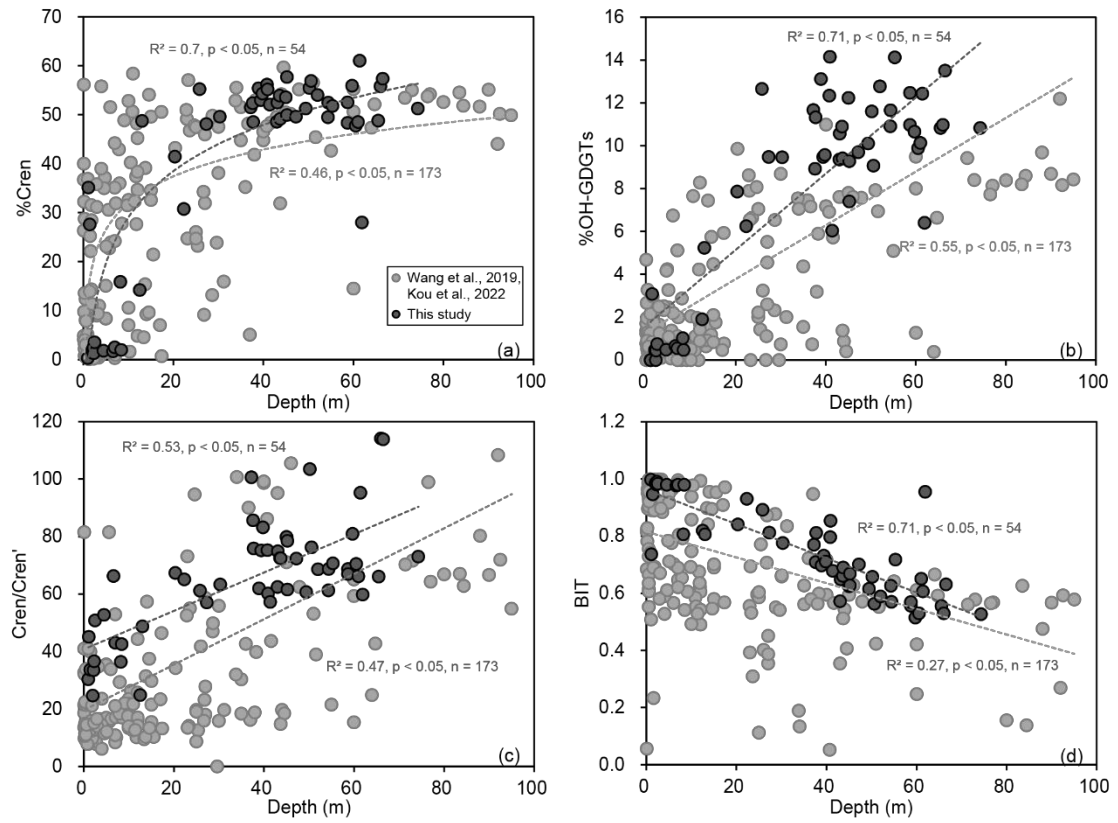 70
60
50
40
30
20
10
0
%Cren
R² = 0.7, p < 0.05, n = 54
R² = 0.46, p < 0.05, n = 173
Wang et al., 2019,
Kou et al., 2022
This study
(a)
0 20 40 60 80 100
Depth (m)
16
14
12
10
8
6
4
2
0
%OH-GDGTs
R² = 0.71, p < 0.05, n = 54
R² = 0.55, p < 0.05, n = 173
(b)
0 20 40 60 80 100
Depth (m)
120
100
80
60
40
20
0
Cren/Cren'
R² = 0.53, p < 0.05, n = 54
R² = 0.47, p < 0.05, n = 173
(c)
0 20 40 60 80 100
Depth (m)
1.2
1.0
0.8
0.6
0.4
0.2
0.0
BIT
R² = 0.71, p < 0.05, n = 54
R² = 0.27, p < 0.05, n = 173
(d)
0 20 40 60 80 100
Depth (m)